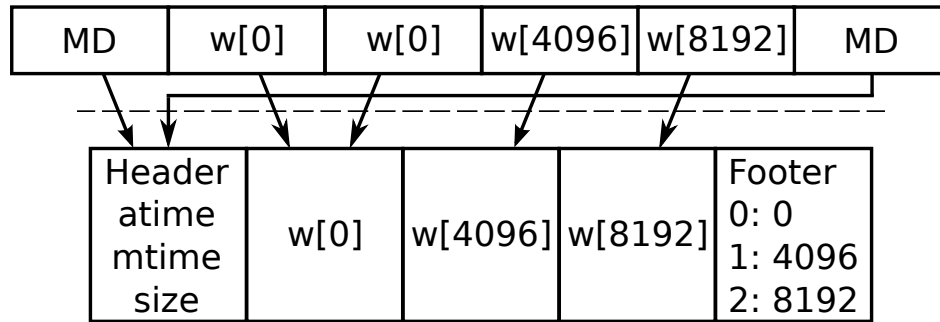 MD w[0] w[0] w[4096] w[8192] MD
Header
atime
mtime
size
w[0] w[4096] w[8192]
Footer
0: 0
1: 4096
2: 8192